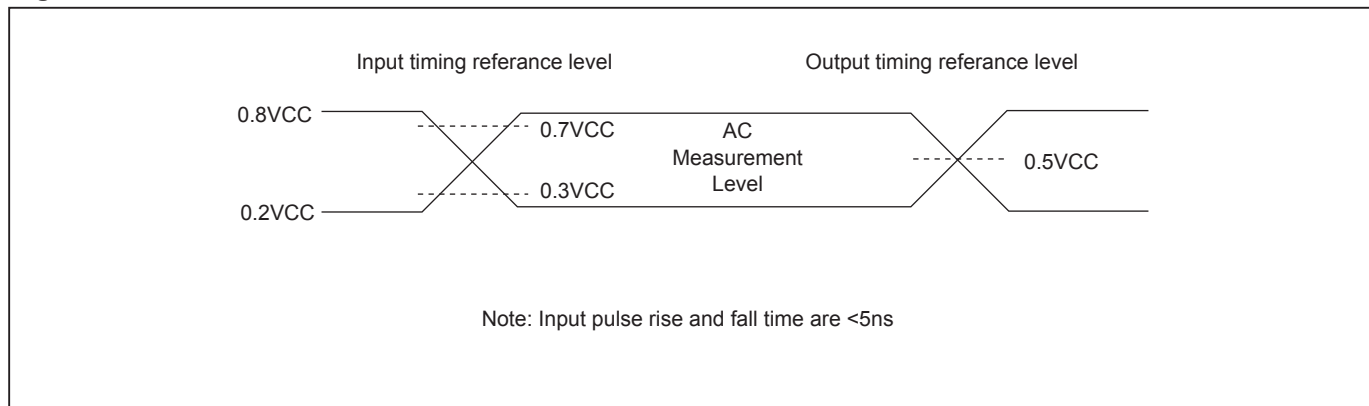 Input timing referance level
Output timing referance level
0.8VCC
0.7VCC
AC
Measurement
Level
0.5VCC
0.3VCC
0.2VCC
Note: Input pulse rise and fall time are <5ns